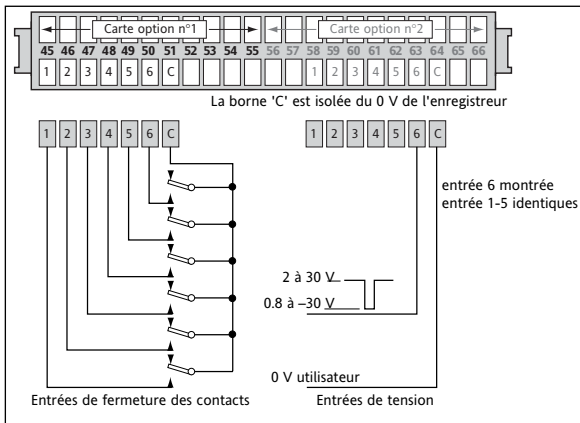 Carte option n°1 Carte option n°2
45 46 47 48 49 50 51 52 53 54 55 56 57 58 59 60 61 62 63 64 65 66
1 2 3 4 5 6 C 1 2 3 4 5 6 C
La borne 'C' est isolée du 0 V de l'enregistreur
1 2 3 4 5 6 C 1 2 3 4 5 6 C
entrée 6 montrée
entrée 1-5 identiques
2 à 30 V
0.8 à –30 V
0 V utilisateur
Entrées de fermeture des contacts Entrées de tension